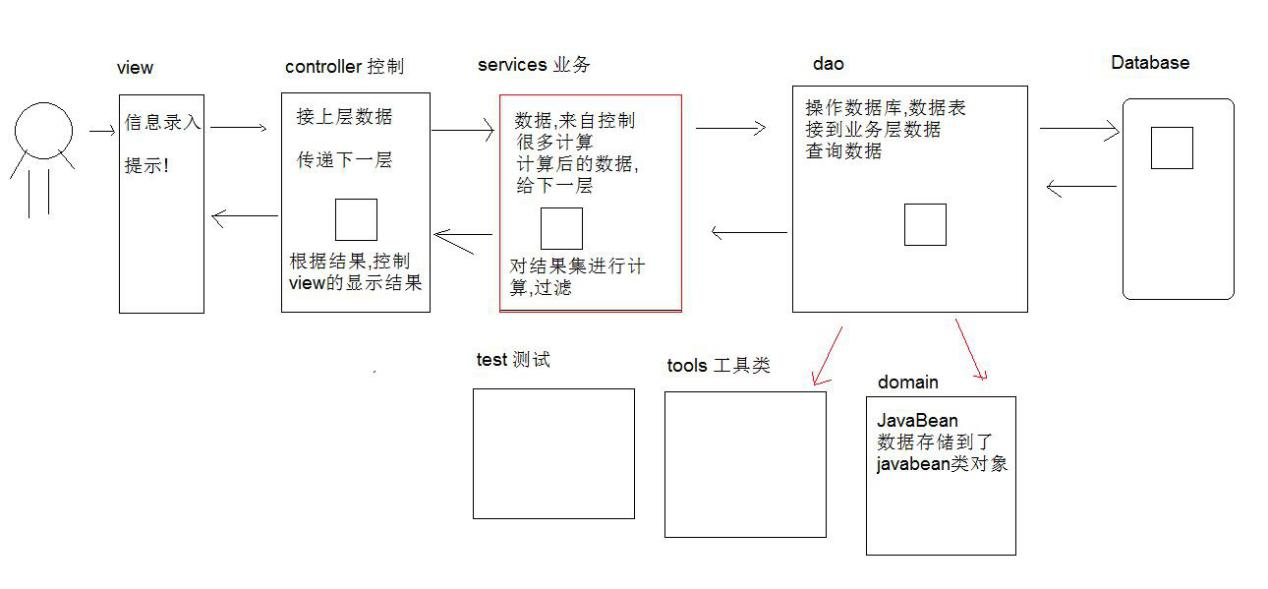 view
信息录入
提示!
controller 控制
接上层数据
传递下一层
根据结果,控制
view的显示结果
services 业务
数据,来自控制
很多计算
计算后的数据,
给下一层
对结果集进行计
算,过滤
dao
操作数据库,数据表
接到业务层数据
查询数据
Database
test 测试
tools 工具类
domain
JavaBean
数据存储到了
javabean类对象